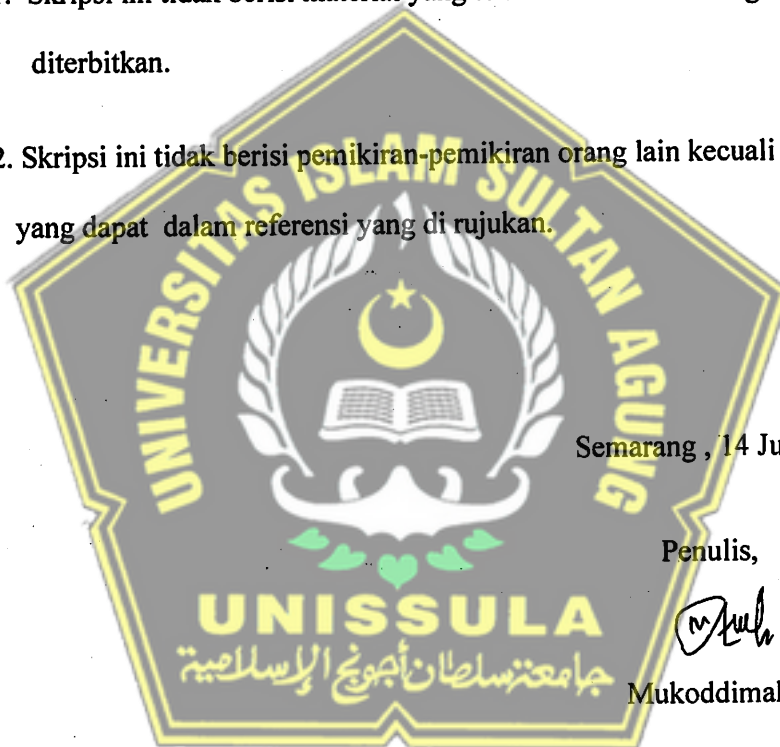 diterbitkan.
2. Skripsi ini tidak berisi pemikiran-pemikiran orang lain kecuali
yang dapat dalam referensi yang di rujukan.
UNIVERSITAS ISLAM SULTAN AGUNG
Semarang , 14 Ju
Penulis,
UNISSULA
جامعة سلطان أجونج الإسلامية
Mukoddimah